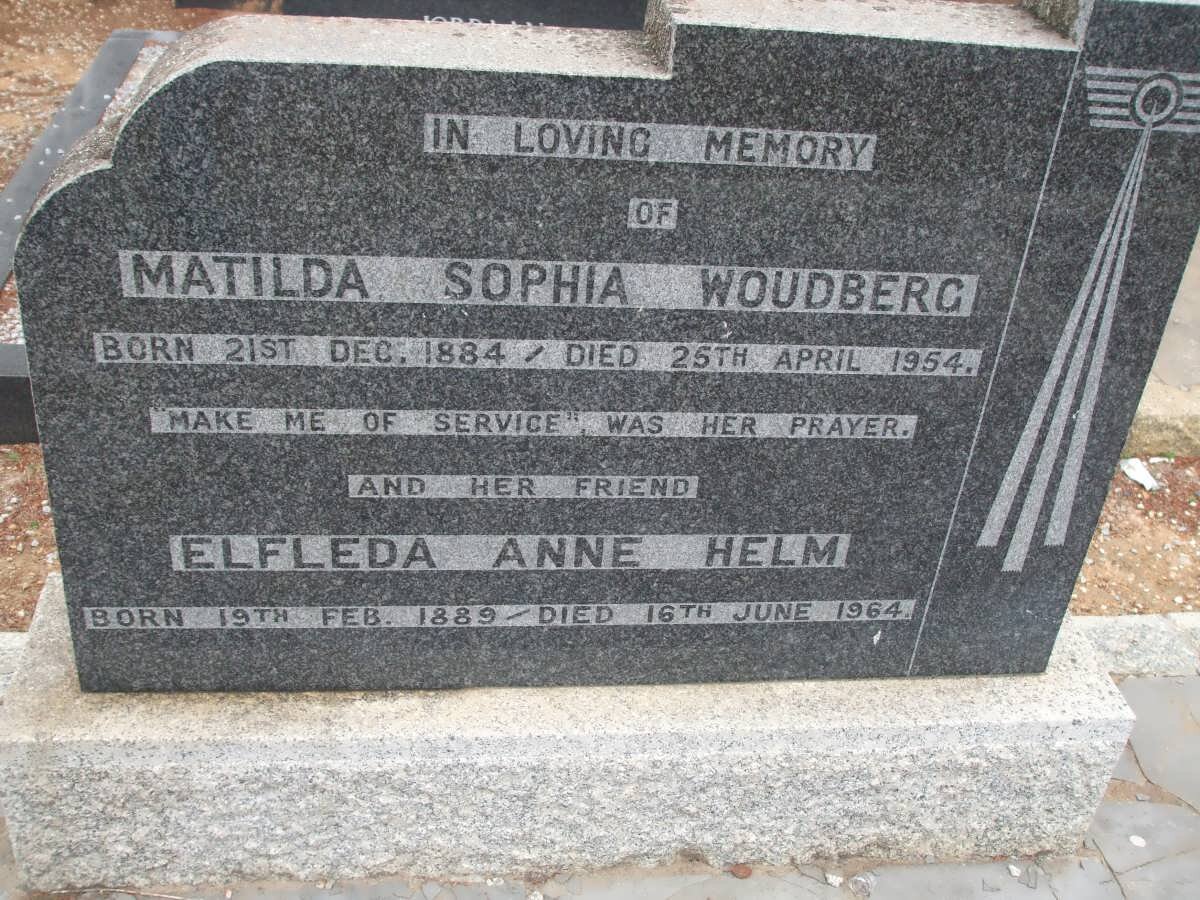 IN LOVING MEMORY
OF
MATILDA SOPHIA WOUDBERG
BORN 21ST DEC. 1884 / DIED 25TH APRIL 1954.
"MAKE ME OF SERVICE", WAS HER PRAYER.
AND HER FRIEND
ELFLEDA ANNE HELM
BORN 19TH FEB. 1889 / DIED 16TH JUNE 1964.